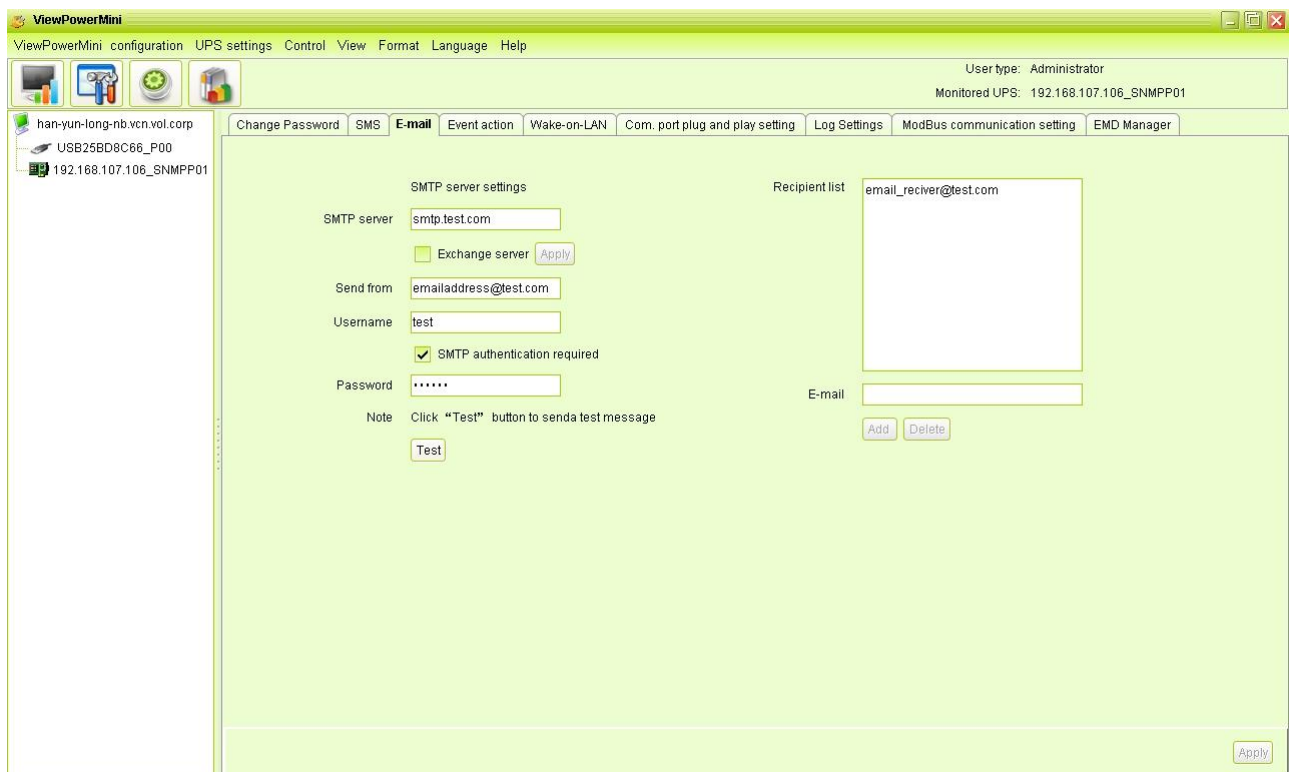 ViewPowerMini
ViewPowerMini configuration UPS settings Control View Format Language Help
User type: Administrator
Monitored UPS: 192.168.107.106_SNMPP01
han-yun-long-nb.vcn.vol.corp
USB25BD8C66_P00
192.168.107.106_SNMPP01
Change Password SMS E-mail Event action Wake-on-LAN Com. port plug and play setting Log Settings ModBus communication setting EMD Manager
SMTP server settings
SMTP server smtp.test.com
Exchange server Apply
Send from emailaddress@test.com
Username test
SMTP authentication required
Password ······
Note Click “Test” button to senda test message
Test
Recipient list email_reciver@test.com
E-mail
Add Delete
Apply